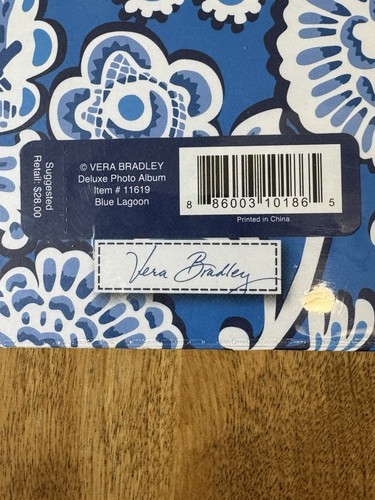 Suggested
Retail: $28.00
© VERA BRADLEY
Deluxe Photo Album
Item # 11619
Blue Lagoon
8 86003 10186 5
Printed in China
Vera Bradley